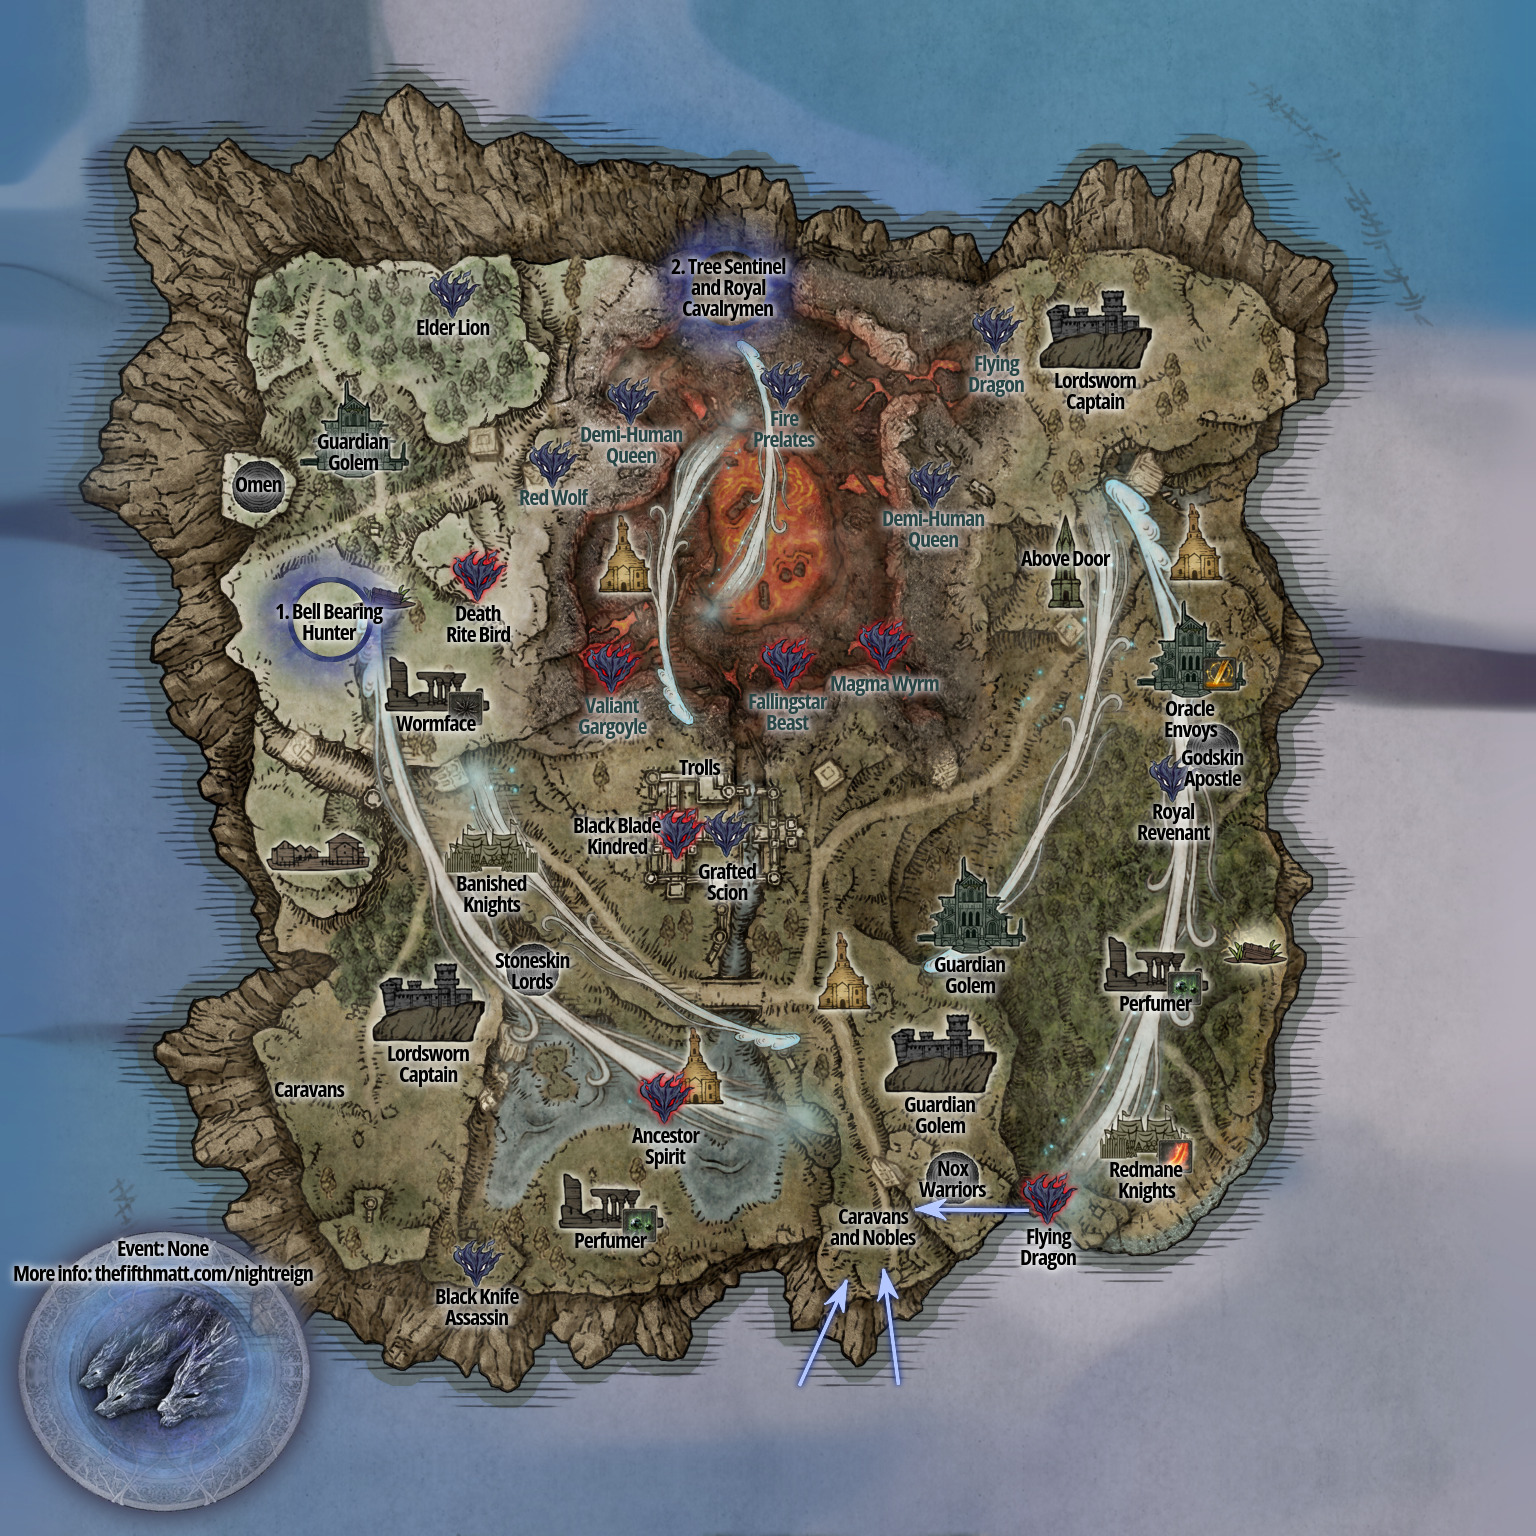 2. Tree Sentinel
and Royal
Cavalrymen
Elder Lion
Flying
Dragon
Lordsworn
Captain
Demi-Human
Queen
Fire
Prelates
Guardian
Golem
Omen
Red Wolf
Demi-Human
Queen
Above Door
1. Bell Bearing
Hunter
Death
Rite Bird
Wormface
Valiant
Gargoyle
Fallingstar
Beast
Magma Wyrm
Oracle
Envoys
Godskin
Apostle
Royal
Revenant
Trolls
Black Blade
Kindred
Grafted
Scion
Banished
Knights
Stoneskin
Lords
Guardian
Golem
Perfumer
Lordsworn
Captain
Caravans
Guardian
Golem
Ancestor
Spirit
Nox
Warriors
Redmane
Knights
Perfumer
Caravans
and Nobles
Flying
Dragon
Black Knife
Assassin
Event: None
More info: thefifthmatt.com/nightreign